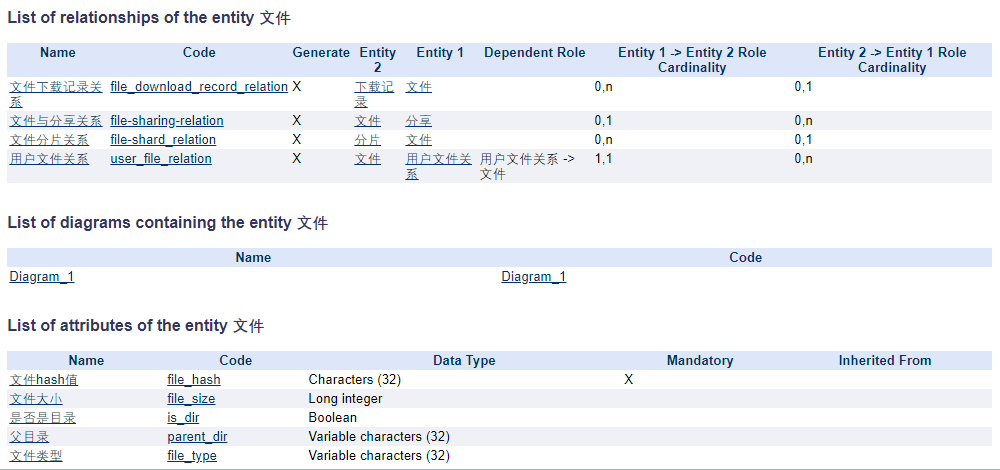 List of relationships of the entity 文件
Name Code Generate Entity 2 Entity 1 Dependent Role Entity 1 -> Entity 2 Role Cardinality Entity 2 -> Entity 1 Role Cardinality
文件下载记录关系 file_download_record_relation X 下载记录 文件 0,n 0,1
文件与分享关系 file-sharing-relation X 文件 分享 0,1 0,n
文件分片关系 file-shard_relation X 分片 文件 0,n 0,1
用户文件关系 user_file_relation X 文件 用户文件关系 用户文件关系 -> 文件 1,1 0,n
List of diagrams containing the entity 文件
Name Code
Diagram_1 Diagram_1
List of attributes of the entity 文件
Name Code Data Type Mandatory Inherited From
文件hash值 file_hash Characters (32) X
文件大小 file_size Long integer
是否是目录 is_dir Boolean
父目录 parent_dir Variable characters (32)
文件类型 file_type Variable characters (32)